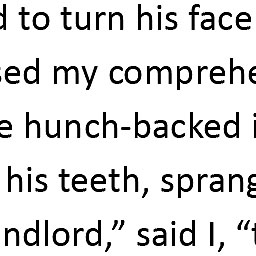 d to turn his face
sed my comprehe
e hunch-backed i
his teeth, sprang
ndlord,” said I, “t